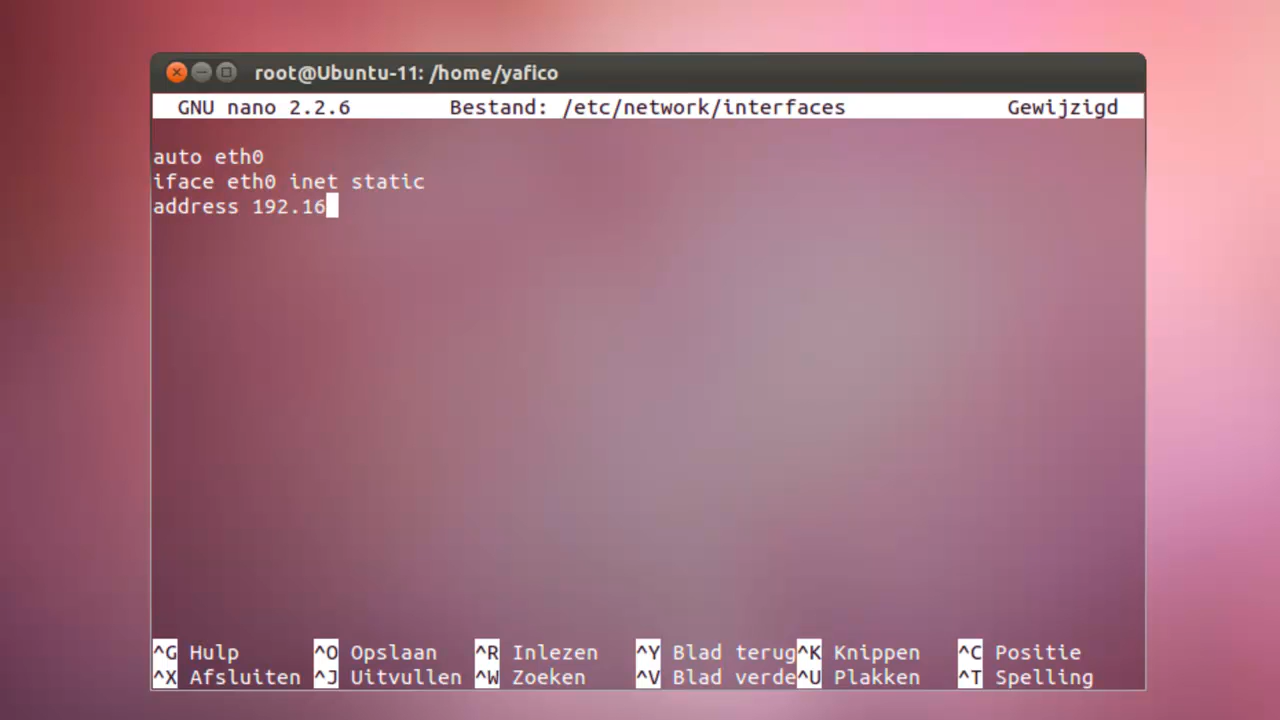 root@Ubuntu-11: /home/yafico
GNU nano 2.2.6 Bestand: /etc/network/interfaces Gewijzigd
auto eth0
iface eth0 inet static
address 192.16
^G Hulp ^O Opslaan ^R Inlezen ^Y Blad terug ^K Knippen ^C Positie
^X Afsluiten ^J Uitvullen ^W Zoeken ^V Blad verde ^U Plakken ^T Spelling